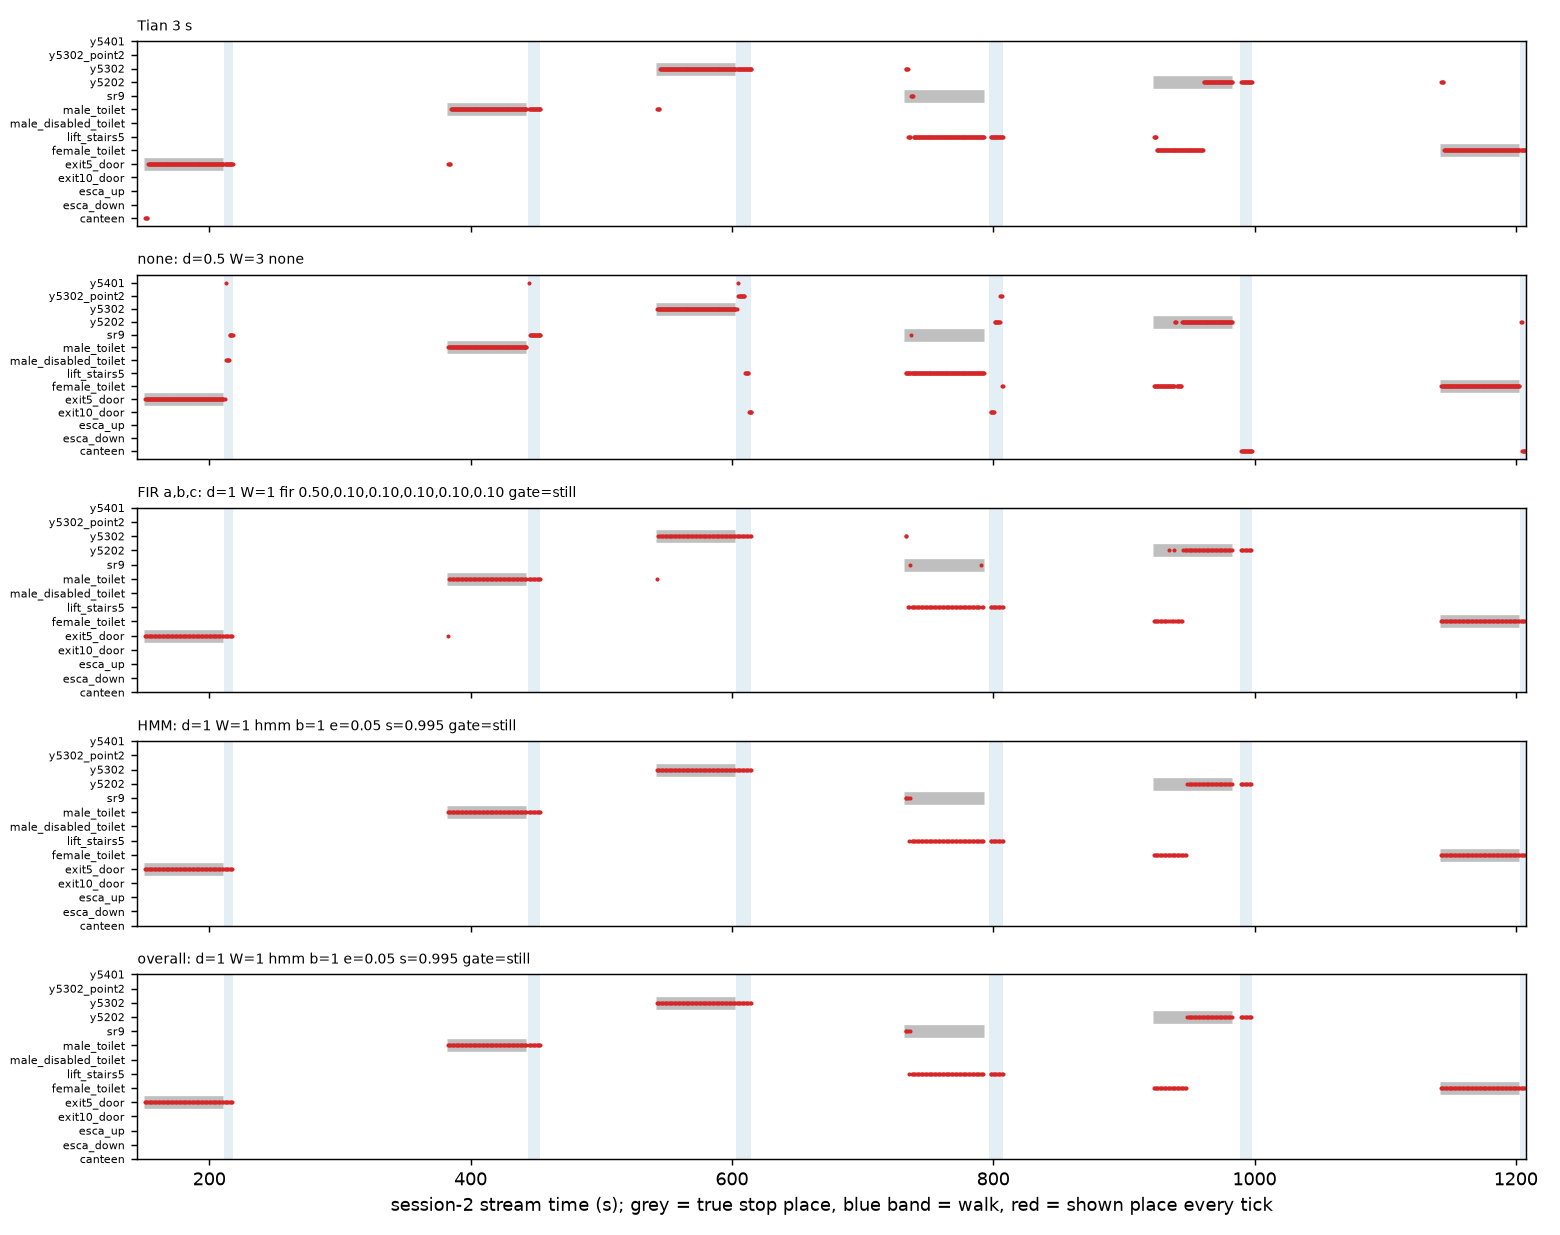 Tian 3 s
y5401
y5302_point2
y5302
y5202
sr9
male_toilet
male_disabled_toilet
lift_stairs5
female_toilet
exit5_door
exit10_door
esca_up
esca_down
canteen
none: d=0.5 W=3 none
y5401
y5302_point2
y5302
y5202
sr9
male_toilet
male_disabled_toilet
lift_stairs5
female_toilet
exit5_door
exit10_door
esca_up
esca_down
canteen
FIR a,b,c: d=1 W=1 fir 0.50,0.10,0.10,0.10,0.10,0.10 gate=still
y5401
y5302_point2
y5302
y5202
sr9
male_toilet
male_disabled_toilet
lift_stairs5
female_toilet
exit5_door
exit10_door
esca_up
esca_down
canteen
HMM: d=1 W=1 hmm b=1 e=0.05 s=0.995 gate=still
y5401
y5302_point2
y5302
y5202
sr9
male_toilet
male_disabled_toilet
lift_stairs5
female_toilet
exit5_door
exit10_door
esca_up
esca_down
canteen
overall: d=1 W=1 hmm b=1 e=0.05 s=0.995 gate=still
y5401
y5302_point2
y5302
y5202
sr9
male_toilet
male_disabled_toilet
lift_stairs5
female_toilet
exit5_door
exit10_door
esca_up
esca_down
canteen
200 400 600 800 1000 1200
session-2 stream time (s); grey = true stop place, blue band = walk, red = shown place every tick